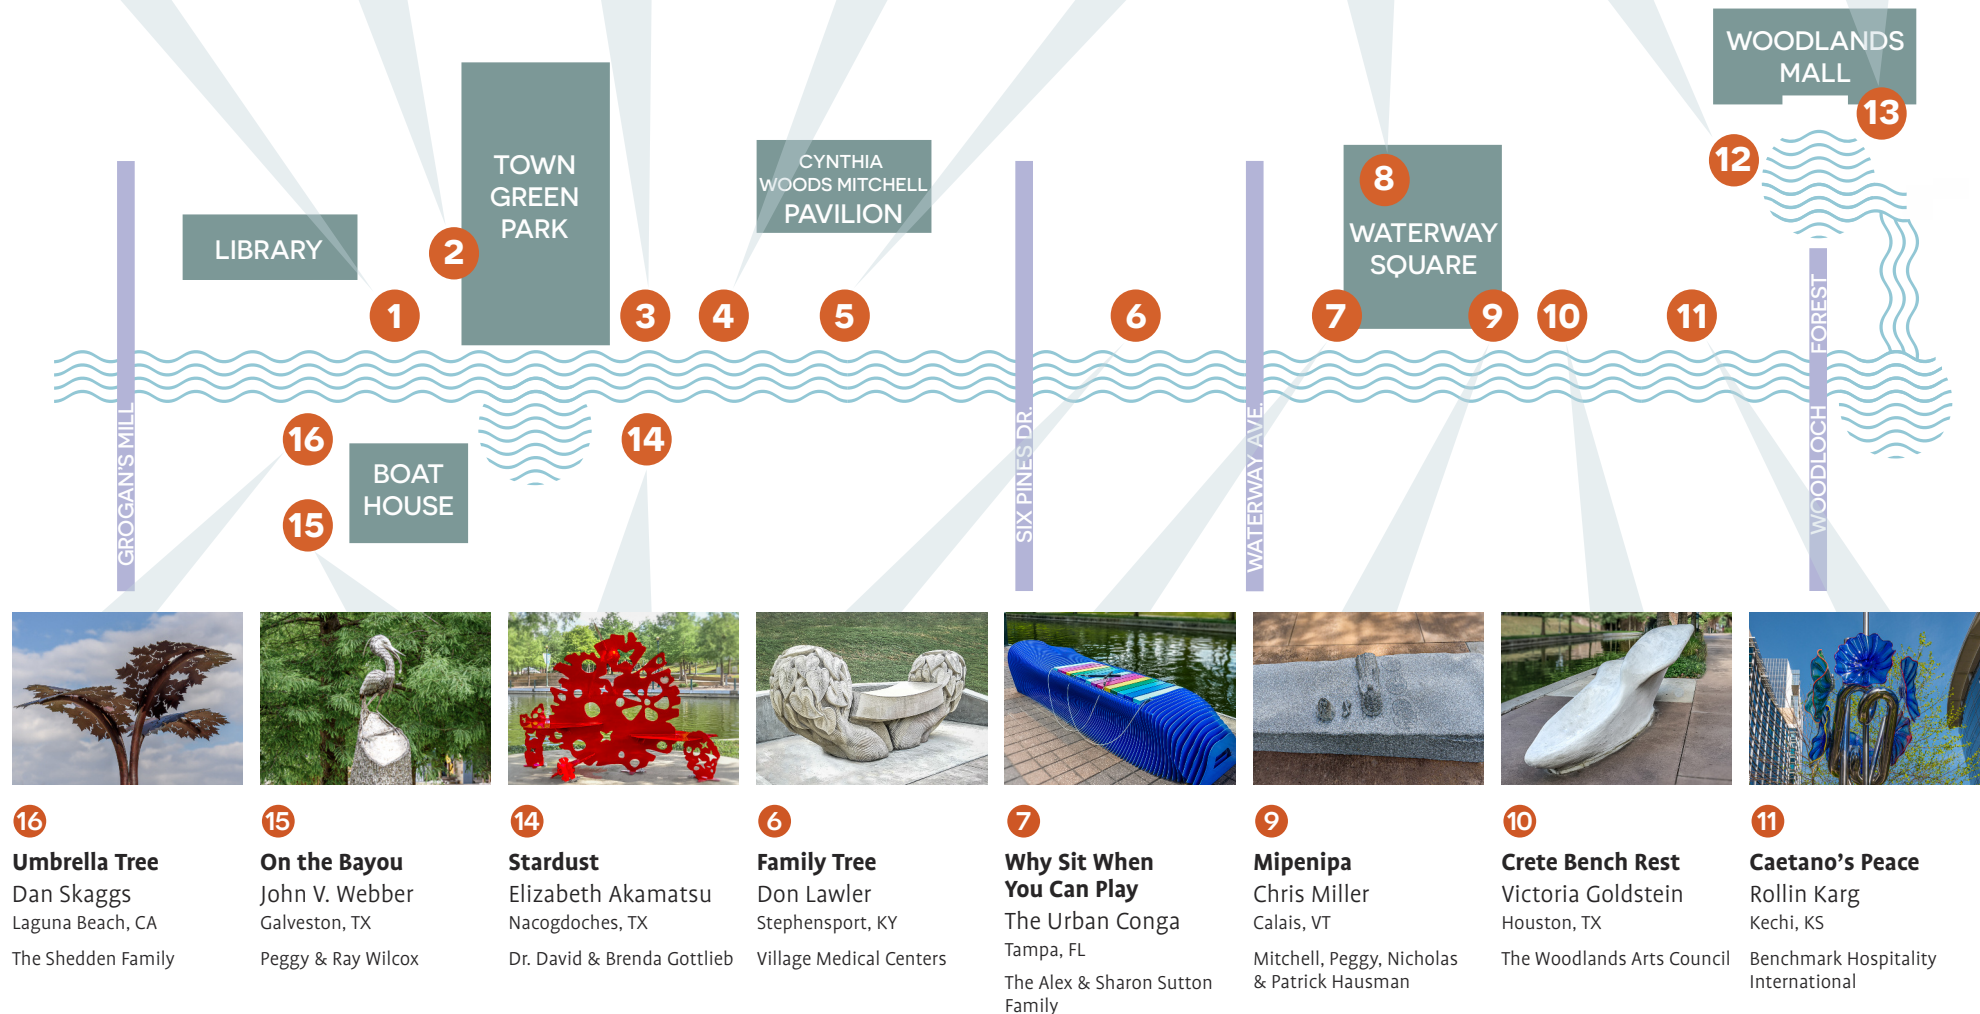 WOODLANDS
MALL
13
12
TOWN
GREEN
PARK
CYNTHIA
WOODS MITCHELL
PAVILION
8
WATERWAY
SQUARE
LIBRARY
2
1
3
4
5
6
7
9
10
11
WOODLOCH FOREST
GROGAN'S MILL
SIX PINES DR.
WATERWAY AVE.
16
BOAT
HOUSE
15
14
16
Umbrella Tree
Dan Skaggs
Laguna Beach, CA
The Shedden Family
15
On the Bayou
John V. Webber
Galveston, TX
Peggy & Ray Wilcox
14
Stardust
Elizabeth Akamatsu
Nacogdoches, TX
Dr. David & Brenda Gottlieb
6
Family Tree
Don Lawler
Stephensport, KY
Village Medical Centers
7
Why Sit When
You Can Play
The Urban Conga
Tampa, FL
The Alex & Sharon Sutton
Family
9
Mipenipa
Chris Miller
Calais, VT
Mitchell, Peggy, Nicholas
& Patrick Hausman
10
Crete Bench Rest
Victoria Goldstein
Houston, TX
The Woodlands Arts Council
11
Caetano’s Peace
Rollin Karg
Kechi, KS
Benchmark Hospitality
International